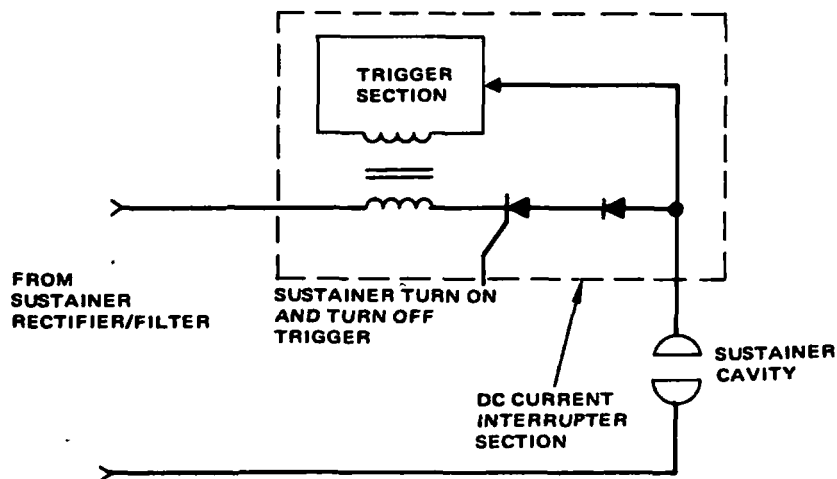 TRIGGER
SECTION
FROM
SUSTAINER
RECTIFIER/FILTER
SUSTAINER TURN ON
AND TURN OFF
TRIGGER
SUSTAINER
CAVITY
DC CURRENT
INTERRUPTER
SECTION